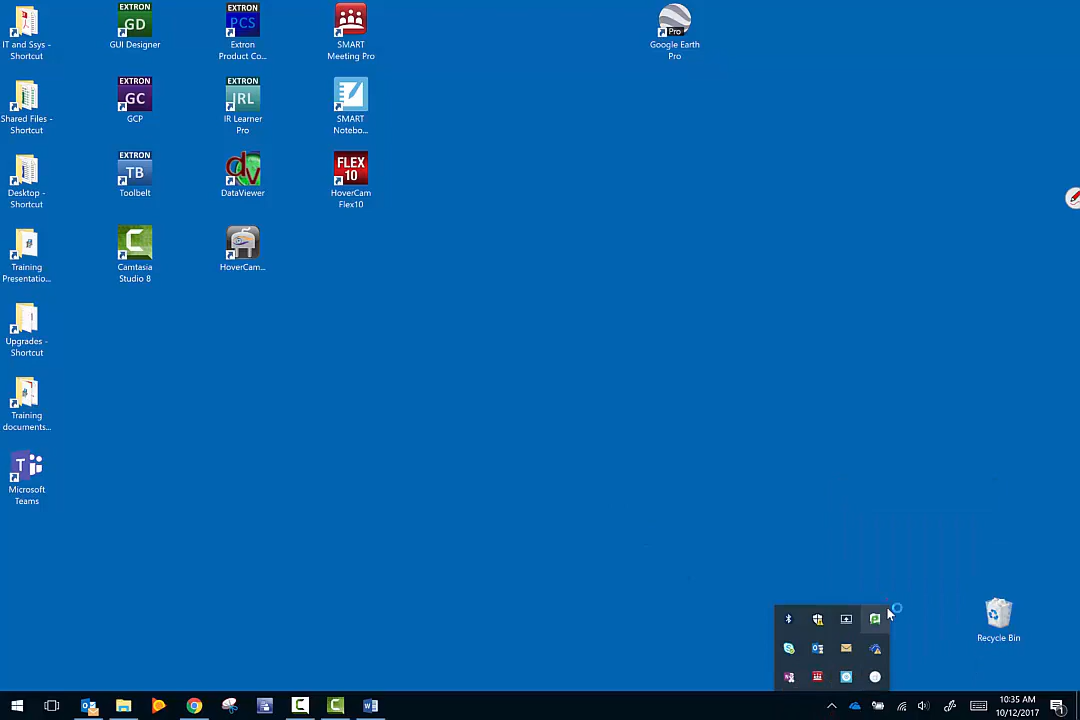 IT and Ssys -
Shortcut
EXTRON
GD
GUI Designer
EXTRON
PCS
Extron
Product Co...
SMART
Meeting Pro
Pro
Google Earth
Pro
Shared Files -
Shortcut
EXTRON
GC
GCP
EXTRON
IRL
IR Learner
Pro
SMART
Notebo...
Desktop -
Shortcut
EXTRON
TB
Toolbelt
dv
DataViewer
FLEX
10
HoverCam
Flex10
Training
Presentatio...
C
Camtasia
Studio 8
HoverCam...
Upgrades -
Shortcut
Training
documents...
T
Microsoft
Teams
Recycle Bin
10:35 AM
10/12/2017